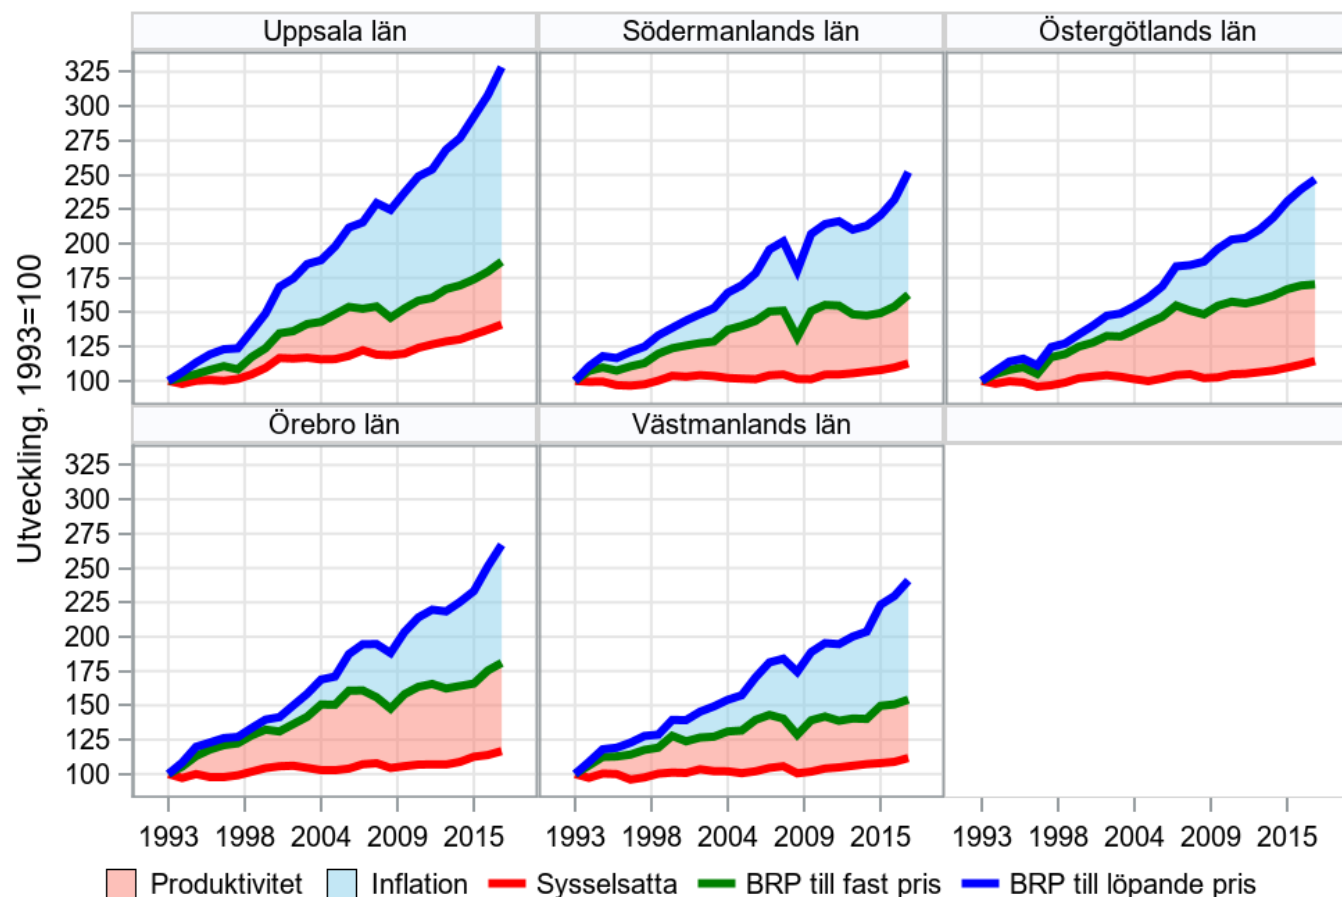 Uppsala län
Södermanlands län
Östergötlands län
325
300
275
250
225
200
175
150
125
100
Utveckling, 1993=100
Örebro län
Västmanlands län
325
300
275
250
225
200
175
150
125
100
1993 1998 2004 2009 2015
1993 1998 2004 2009 2015
1993 1998 2004 2009 2015
Produktivitet Inflation Sysselsatta BRP till fast pris BRP till löpande pris